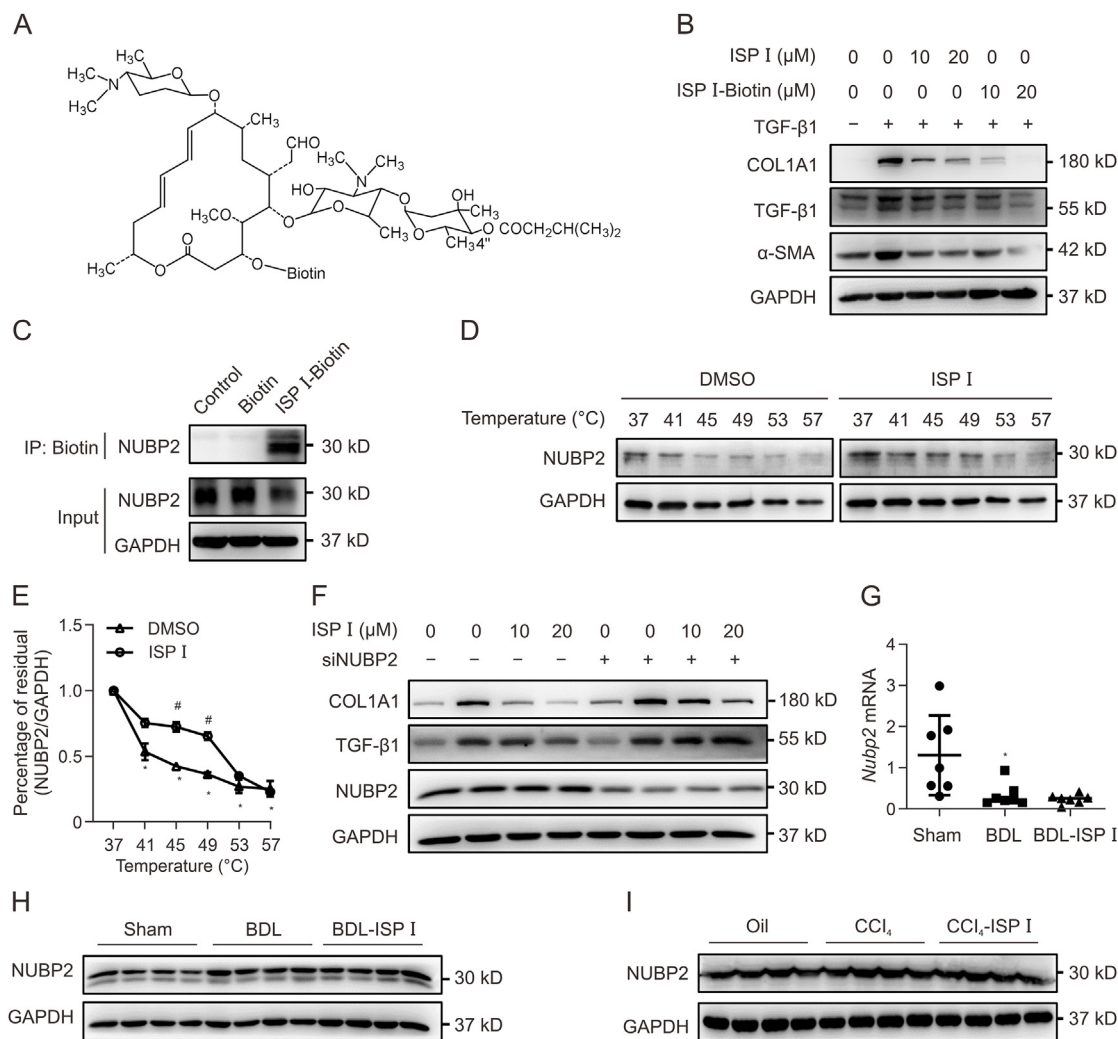 A
H₃C
H₃C
N
H₃C
O
O
CH₃
CHO
H₃C
N
CH₃
HO
O
O
OH
CH₃
O
OCOCH₂CH(CH₃)₂
CH₃
O
CH₃4"
H₃CO
O
O
H₃C
O
O
Biotin
B
ISP I (μM) 0 0 10 20 0 0
ISP I-Biotin (μM) 0 0 0 0 10 20
TGF-β1 − + + + + +
COL1A1 180 kD
TGF-β1 55 kD
α-SMA 42 kD
GAPDH 37 kD
C
Control
Biotin
ISP I-Biotin
IP: Biotin NUBP2 30 kD
Input
NUBP2 30 kD
GAPDH 37 kD
D
DMSO ISP I
Temperature (°C) 37 41 45 49 53 57 37 41 45 49 53 57
NUBP2 30 kD
GAPDH 37 kD
E
Percentage of residual
(NUBP2/GAPDH)
1.5
1.0
0.5
0
DMSO
ISP I
# #
* * * * *
37 41 45 49 53 57
Temperature (°C)
F
ISP I (μM) 0 0 10 20 0 0 10 20
siNUBP2 − − − − + + + +
COL1A1 180 kD
TGF-β1 55 kD
NUBP2 30 kD
GAPDH 37 kD
G
Nubp2 mRNA
4
3
2
1
0
*
Sham BDL BDL-ISP I
H
Sham BDL BDL-ISP I
NUBP2 30 kD
GAPDH 37 kD
I
Oil CCl₄ CCl₄-ISP I
NUBP2 30 kD
GAPDH 37 kD